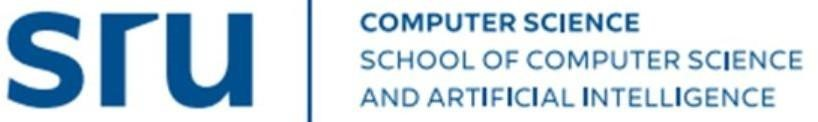 sru
COMPUTER SCIENCE
SCHOOL OF COMPUTER SCIENCE
AND ARTIFICIAL INTELLIGENCE